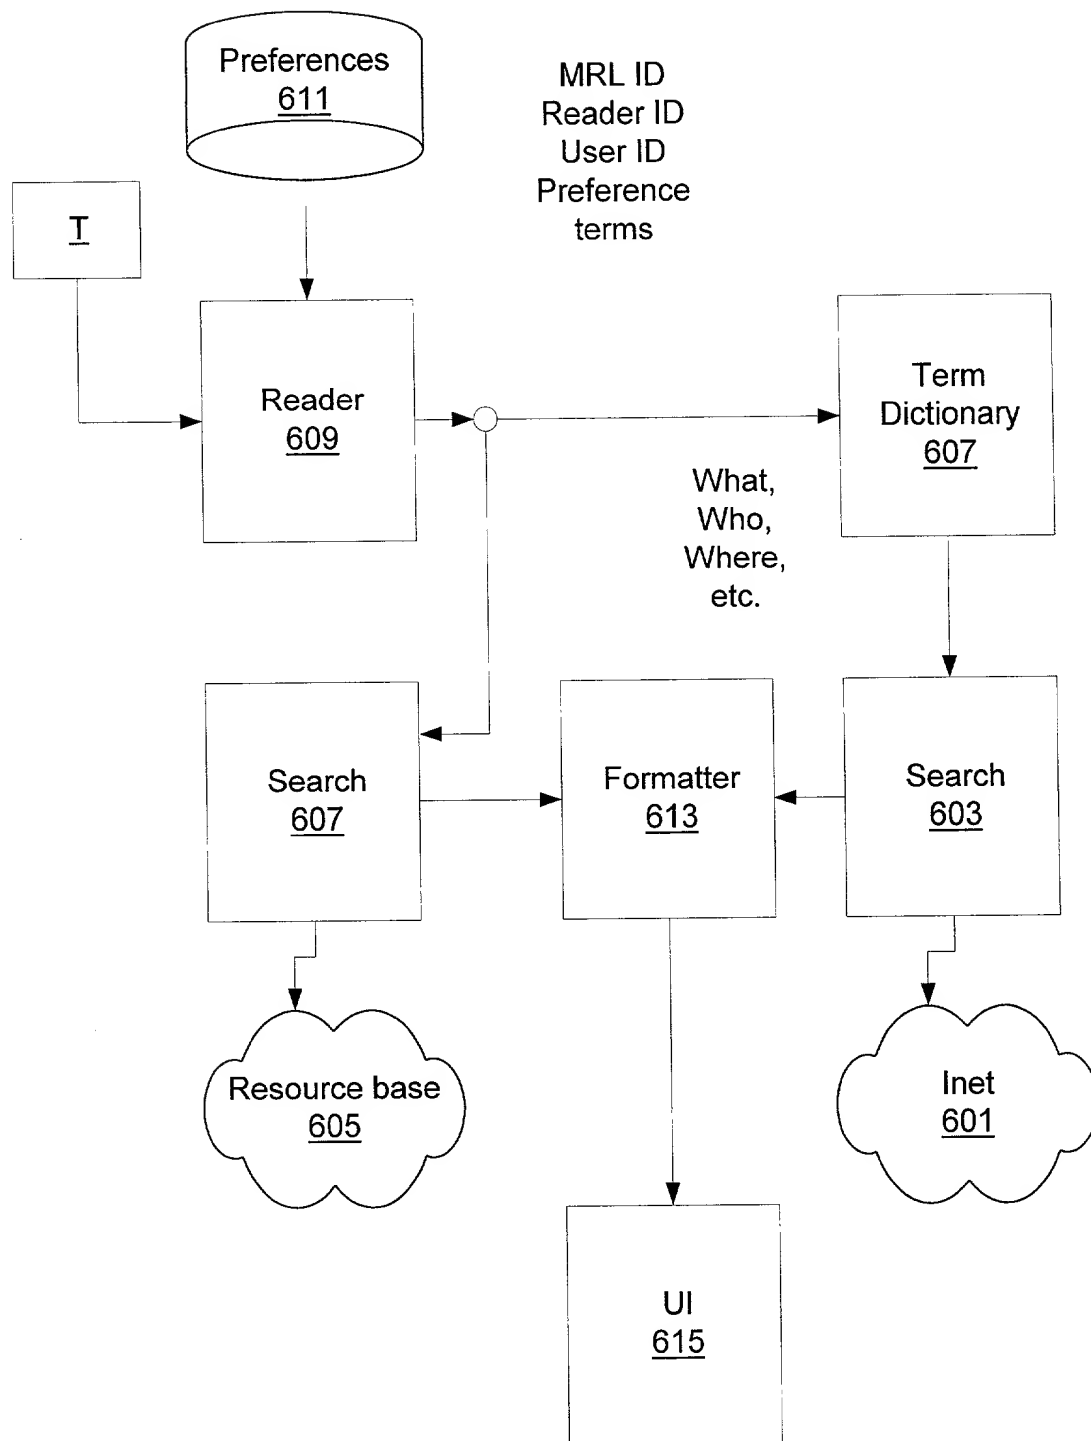 Preferences
611
MRL ID
Reader ID
User ID
Preference
terms
T
Reader
609
Term
Dictionary
607
What,
Who,
Where,
etc.
Search
607
Formatter
613
Search
603
Resource base
605
Inet
601
UI
615